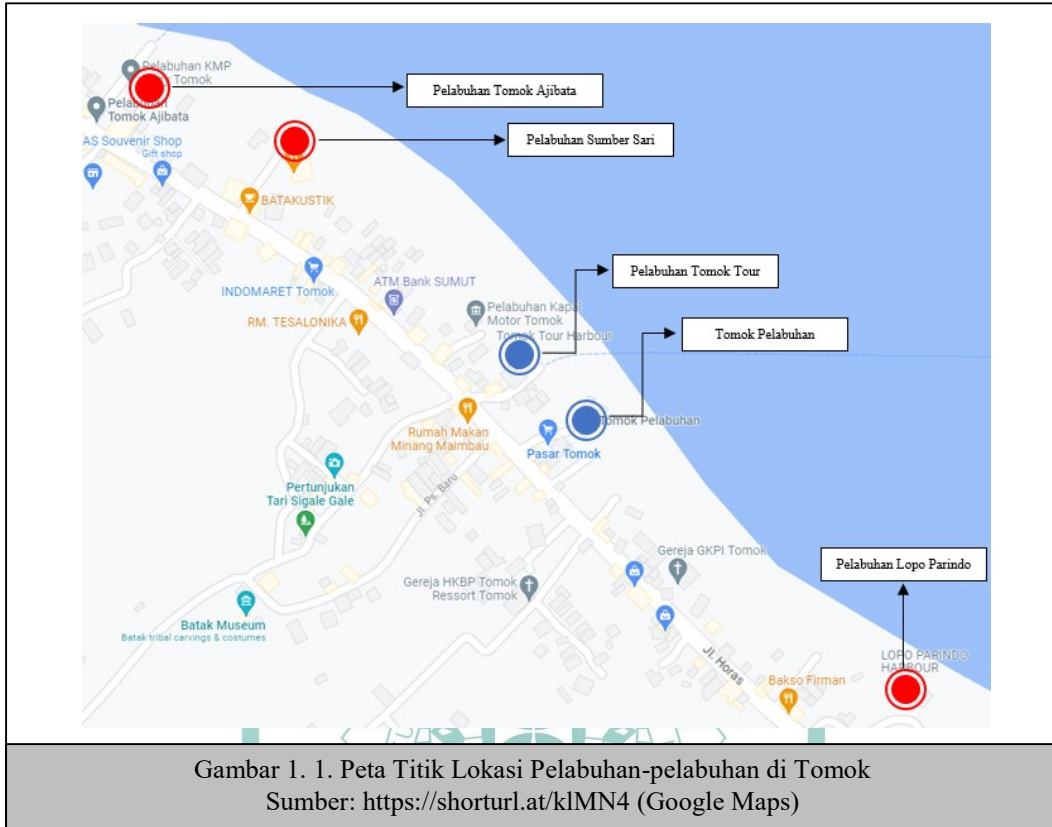 Pelabuhan KMP
Tomok
Pelabuhan Tomok Ajibata
Tomok Ajibata
AS Souvenir Shop
Gift shop
Pelabuhan Sumber Sari
BATAKUSTIK
Pelabuhan Tomok Tour
ATM Bank SUMUT
INDOMARET Tomok
Pelabuhan Kapal
Motor Tomok
RM. TESALONIKA
Tomok Tour Harbour
Tomok Pelabuhan
Rumah Makan
Minang Maimbau
Tomok Pelabuhan
Pasar Tomok
Pertunjukan
Tari Sigale Gale
Jl. Ps. Baru
Gereja GKPI Tomok
Pelabuhan Lopo Parindo
Gereja HKBP Tomok
Ressort Tomok
Batak Museum
Batak tribal carvings & costumes
Jl. Horas
LOPO PARINDO
HARBOUR
Bakso Firman
Gambar 1. 1. Peta Titik Lokasi Pelabuhan-pelabuhan di Tomok
Sumber: https://shorturl.at/klMN4 (Google Maps)